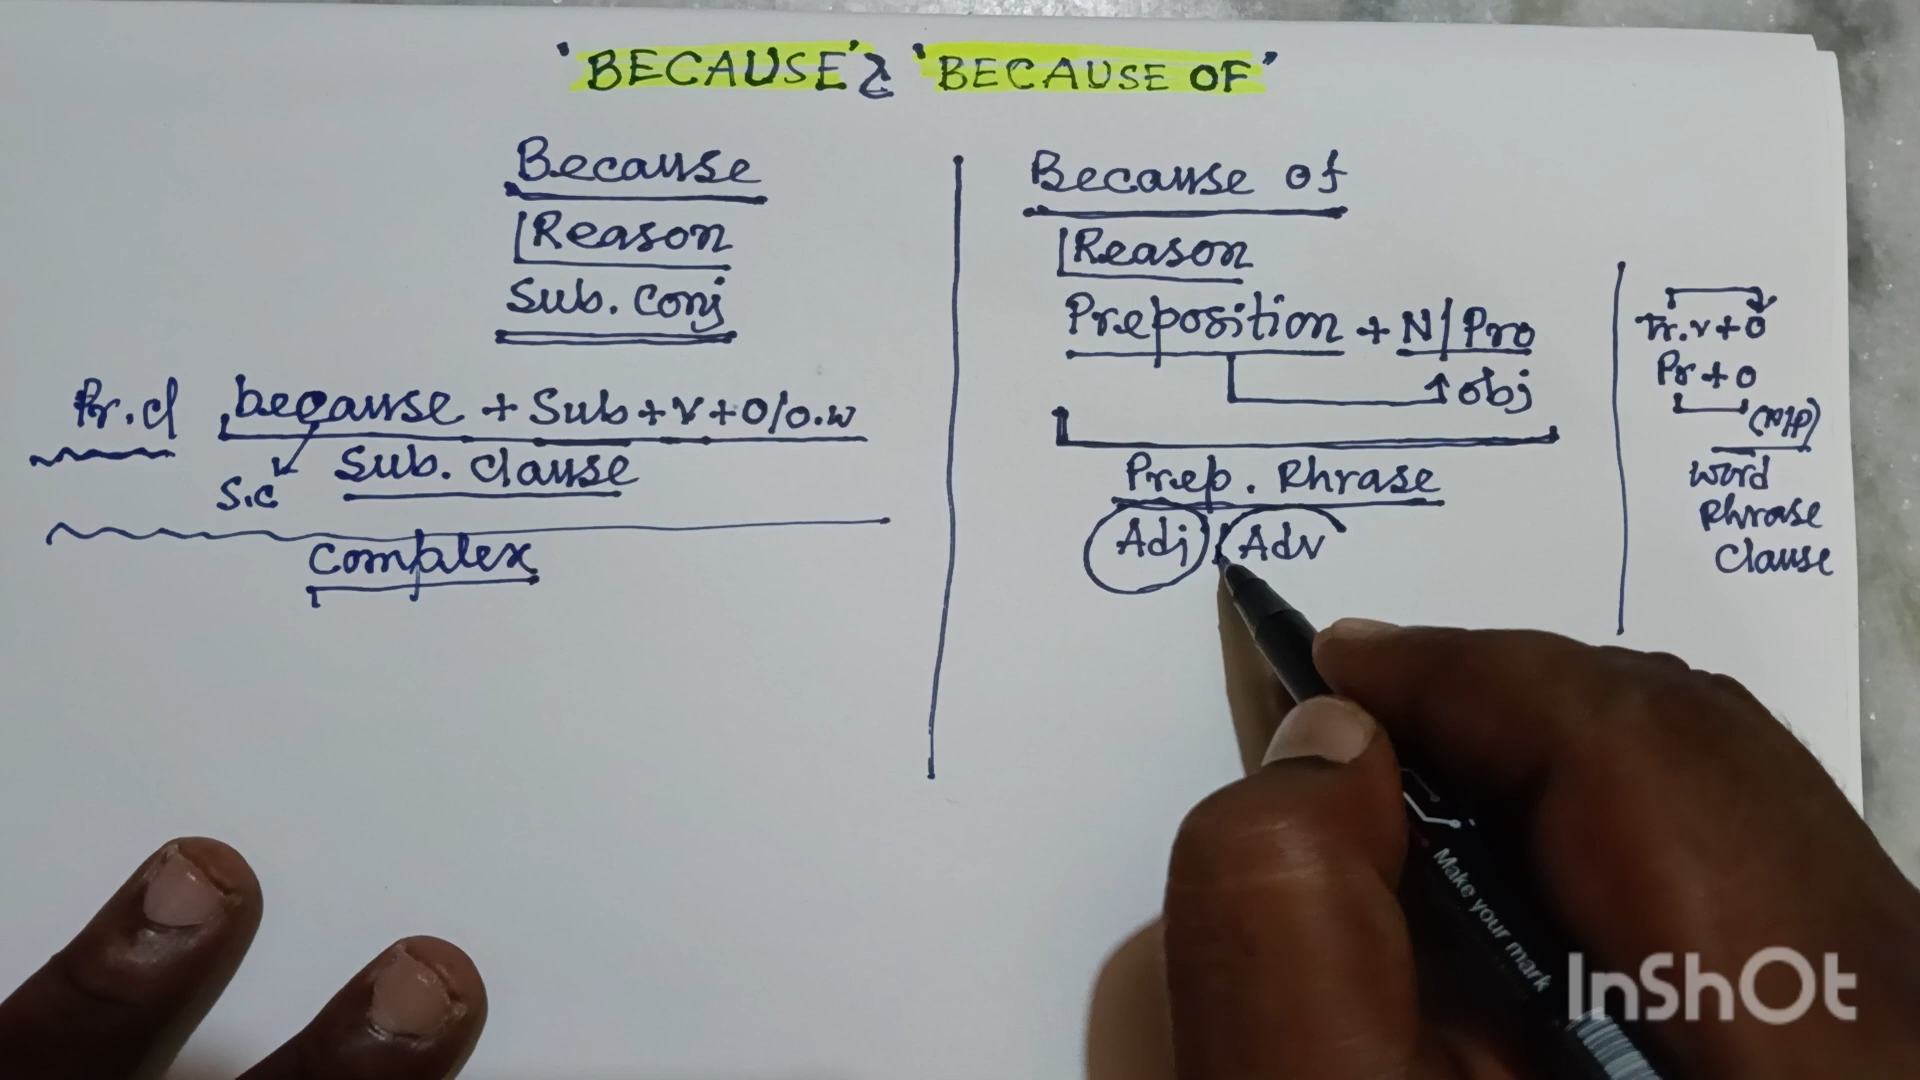 'BECAUSE' & 'BECAUSE OF'
Because
Reason
Sub. Conj
Pr. cl because + Sub + v + O/o.w
S.C
Sub. clause
Complex
Because of
Reason
Preposition + N/Pro
obj
Prep. Phrase
Adj / Adv
Tr. v + O
Pr + O
(N/P)
word
Phrase
Clause
Make your mark
InShOt